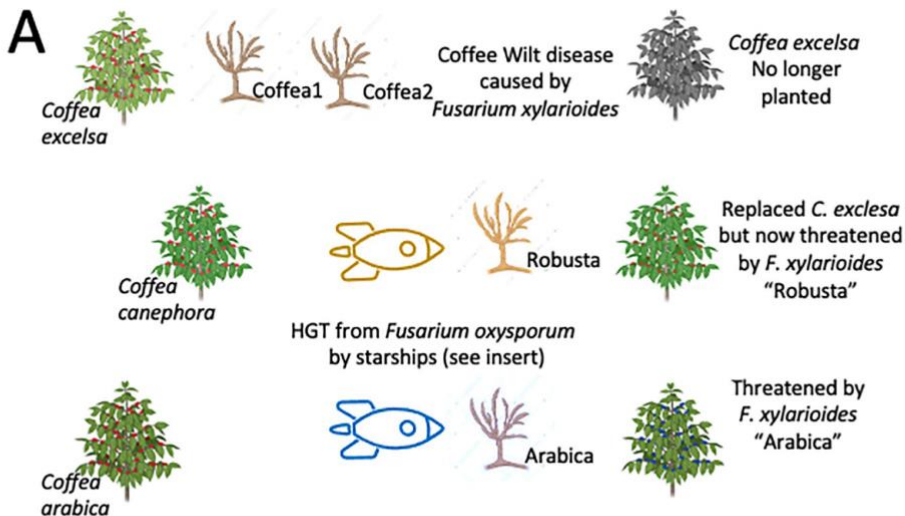 A
Coffea
excelsa
Coffea1
Coffea2
Coffee Wilt disease
caused by
Fusarium xylarioides
Coffea excelsa
No longer
planted
Coffea
canephora
Robusta
Replaced C. exclesa
but now threatened
by F. xylarioides
“Robusta”
HGT from Fusarium oxysporum
by starships (see insert)
Coffea
arabica
Arabica
Threatened by
F. xylarioides
“Arabica”